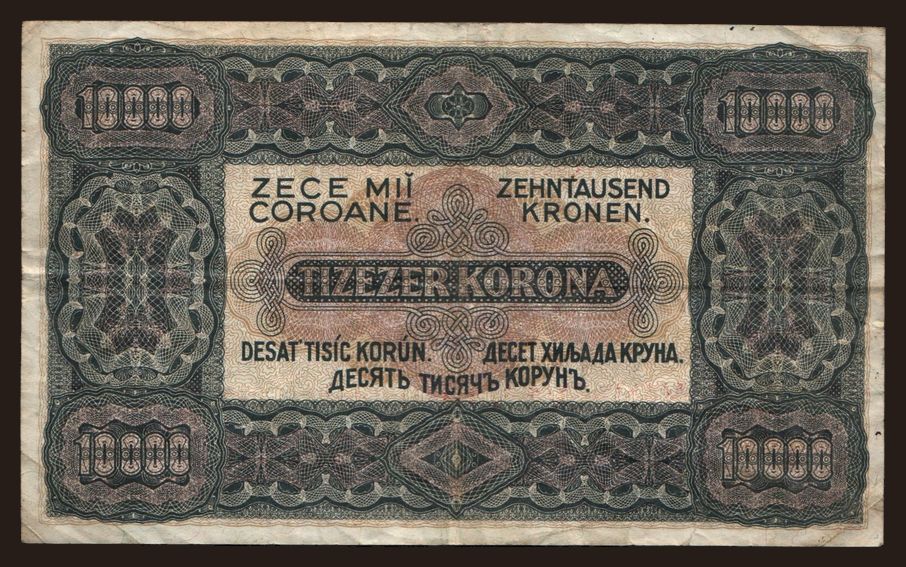 10000 10000
ZECE MIĬ
COROANE.
ZEHNTAUSEND
KRONEN.
TIZEZER KORONA
DESAŤ TISÍC KORÚN.
ДЕСЕТ ХИЉАДА КРУНА.
ДЕСЯТЬ ТИСЯЧЪ КОРУНЪ.
10000 10000